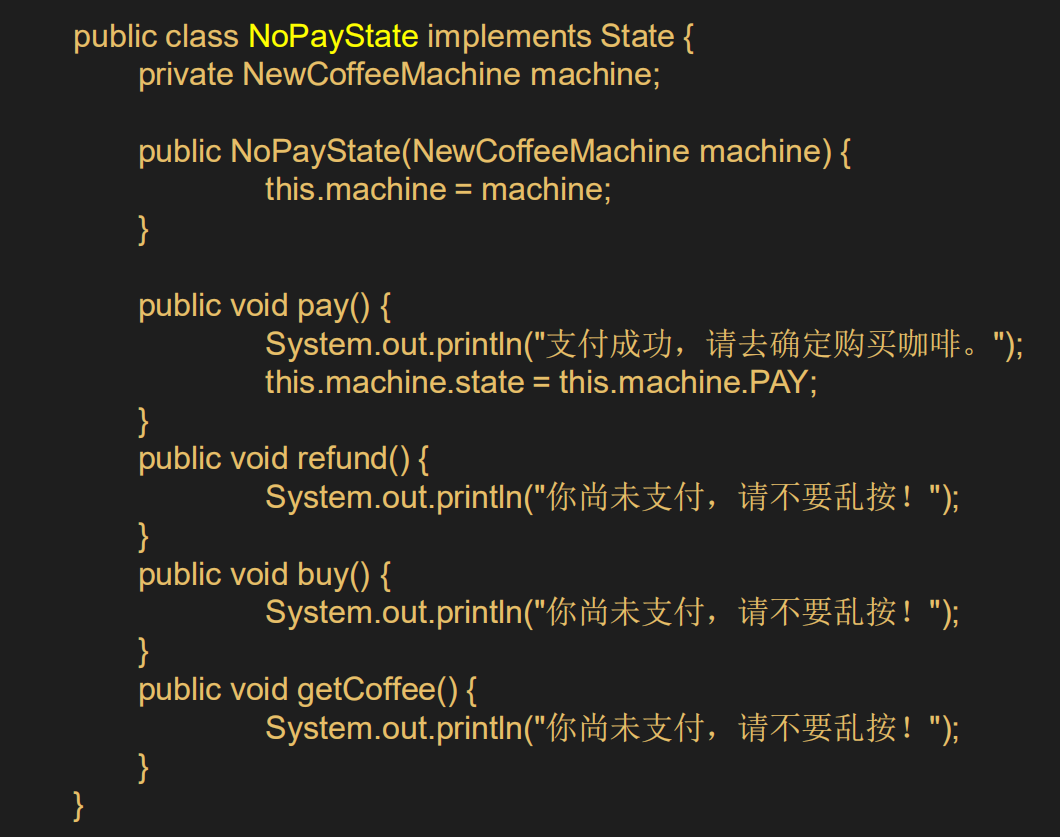 public class NoPayState implements State {
private NewCoffeeMachine machine;
public NoPayState(NewCoffeeMachine machine) {
this.machine = machine;
}
public void pay() {
System.out.println("支付成功，请去确定购买咖啡。");
this.machine.state = this.machine.PAY;
}
public void refund() {
System.out.println("你尚未支付，请不要乱按！");
}
public void buy() {
System.out.println("你尚未支付，请不要乱按！");
}
public void getCoffee() {
System.out.println("你尚未支付，请不要乱按！");
}
}